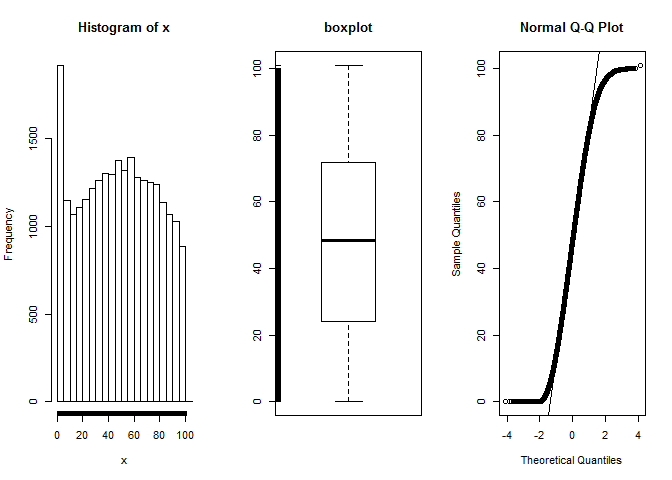 Histogram of x
Frequency
0
500
1000
1500
0 20 40 60 80 100
x
boxplot
0
20
40
60
80
100
Normal Q-Q Plot
Sample Quantiles
0
20
40
60
80
100
-4 -2 0 2 4
Theoretical Quantiles